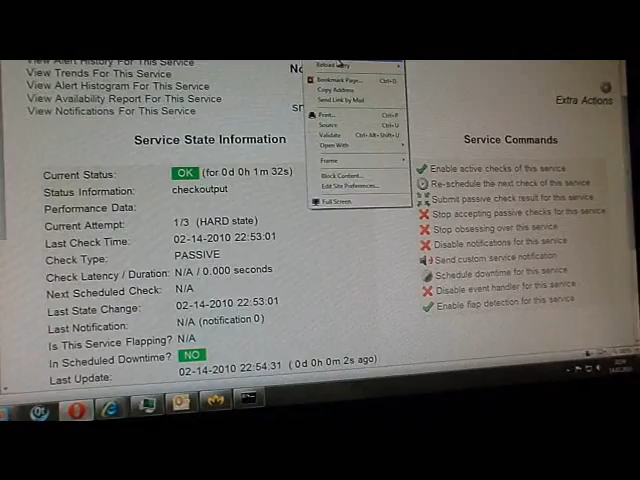 View Alert History For This Service
View Trends For This Service
View Alert Histogram For This Service
View Availability Report For This Service
View Notifications For This Service
No
Bookmark Page... Ctrl+D
Copy Address
Send Link by Mail
Print... Ctrl+P
Source Ctrl+U
Validate Ctrl+Alt+Shift+U
Open With
Frame
Block Content...
Edit Site Preferences...
Full Screen
Extra Actions
Service State Information
Current Status: OK (for 0d 0h 1m 32s)
Status Information: checkoutput
Performance Data:
Current Attempt: 1/3 (HARD state)
Last Check Time: 02-14-2010 22:53:01
Check Type: PASSIVE
Check Latency / Duration: N/A / 0.000 seconds
Next Scheduled Check: N/A
Last State Change: 02-14-2010 22:53:01
Last Notification: N/A (notification 0)
Is This Service Flapping? N/A
In Scheduled Downtime? NO
Last Update: 02-14-2010 22:54:31 ( 0d 0h 0m 2s ago)
Service Commands
Enable active checks of this service
Re-schedule the next check of this service
Submit passive check result for this service
Stop accepting passive checks for this service
Stop obsessing over this service
Disable notifications for this service
Send custom service notification
Schedule downtime for this service
Disable event handler for this service
Enable flap detection for this service